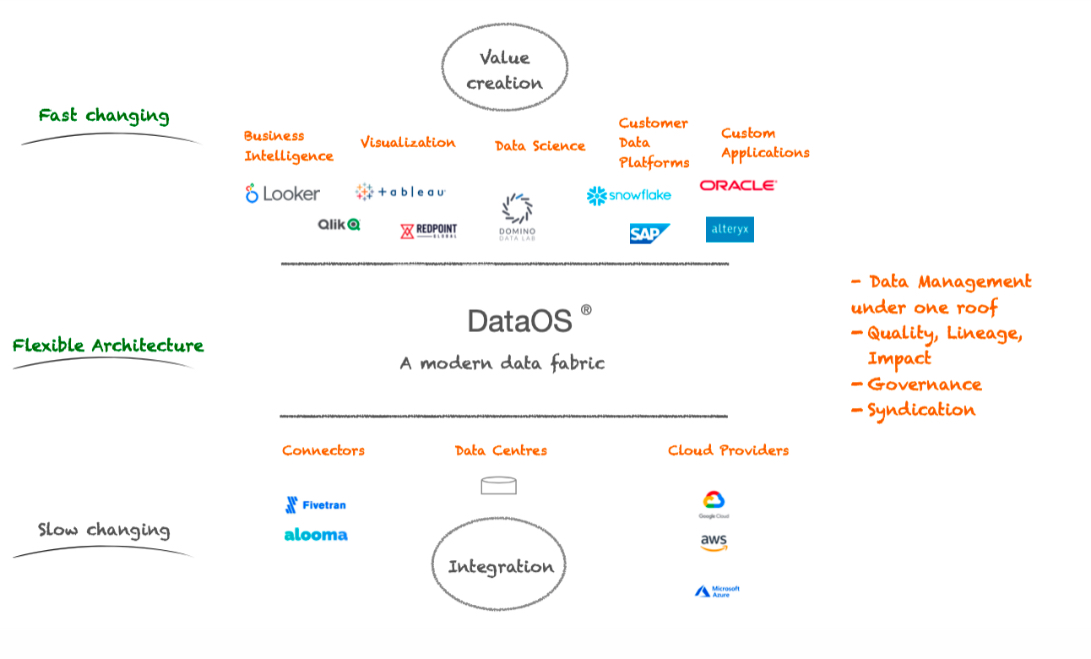 Value
creation
Fast changing
Business
Intelligence
Visualization
Data Science
Customer
Data
Platforms
Custom
Applications
Looker
+ableau
snowflake
ORACLE
Qlik
REDPOINT
GLOBAL
DOMINO
DATA LAB
SAP
alteryx
DataOS ®
A modern data fabric
Flexible Architecture
- Data Management
under one roof
- Quality, Lineage,
Impact
- Governance
- Syndication
Connectors
Data Centres
Cloud Providers
Fivetran
alooma
Google Cloud
aws
Microsoft
Azure
Slow changing
Integration